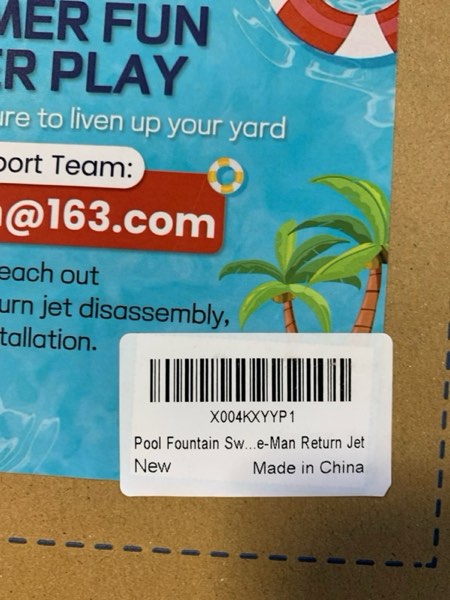 MER FUN
ER PLAY
ure to liven up your yard
port Team:
@163.com
each out
urn jet disassembly,
tallation.
X004KXYYP1
Pool Fountain Sw...e-Man Return Jet
New Made in China